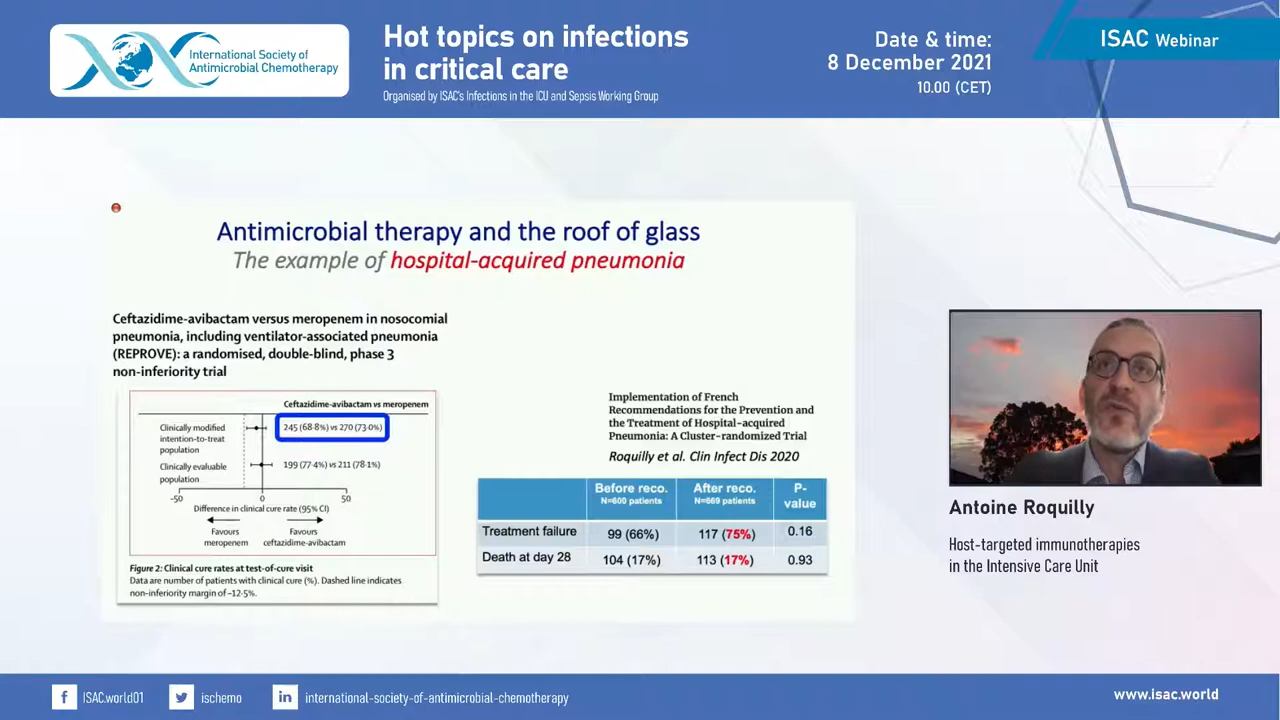 International Society of
Antimicrobial Chemotherapy
Hot topics on infections
in critical care
Organised by ISAC's Infections in the ICU and Sepsis Working Group
Date & time:
8 December 2021
10.00 (CET)
ISAC Webinar
Antimicrobial therapy and the roof of glass
The example of hospital-acquired pneumonia
Ceftazidime-avibactam versus meropenem in nosocomial
pneumonia, including ventilator-associated pneumonia
(REPROVE): a randomised, double-blind, phase 3
non-inferiority trial
Ceftazidime-avibactam vs meropenem
Clinically modified
intention-to-treat
population
245 (68·8%) vs 270 (73·0%)
Clinically evaluable
population
199 (77·4%) vs 211 (78·1%)
-50 0 50
Difference in clinical cure rate (95% CI)
Favours
meropenem
Favours
ceftazidime-avibactam
Figure 2: Clinical cure rates at test-of-cure visit
Data are number of patients with clinical cure (%). Dashed line indicates
non-inferiority margin of -12·5%.
Implementation of French
Recommendations for the Prevention and
the Treatment of Hospital-acquired
Pneumonia: A Cluster-randomized Trial
Roquilly et al. Clin Infect Dis 2020
Before reco. After reco. P-
N=600 patients N=669 patients value
Treatment failure 99 (66%) 117 (75%) 0.16
Death at day 28 104 (17%) 113 (17%) 0.93
Antoine Roquilly
Host-targeted immunotherapies
in the Intensive Care Unit
f ISAC.world01 ischemo in international-society-of-antimicrobial-chemotherapy
www.isac.world